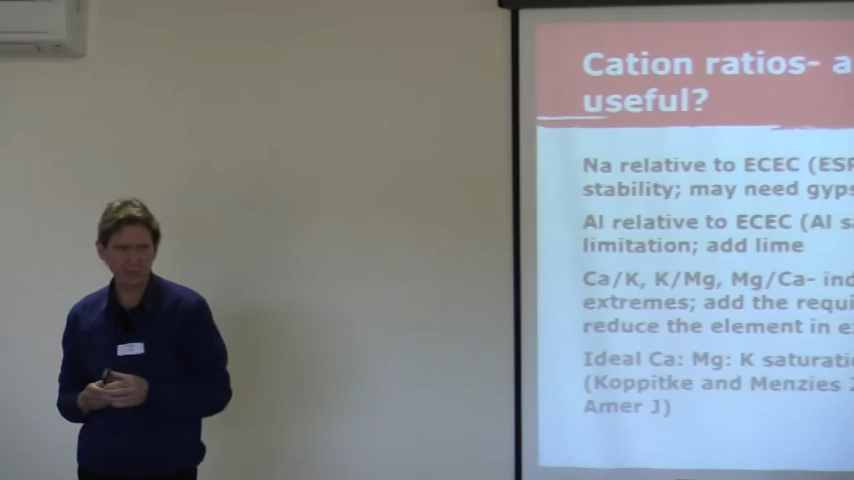 Cation ratios- a
useful?
Na relative to ECEC (ESP
stability; may need gyps
Al relative to ECEC (Al sa
limitation; add lime
Ca/K, K/Mg, Mg/Ca- ind
extremes; add the requi
reduce the element in e
Ideal Ca: Mg: K saturati
(Koppitke and Menzies
Amer J)